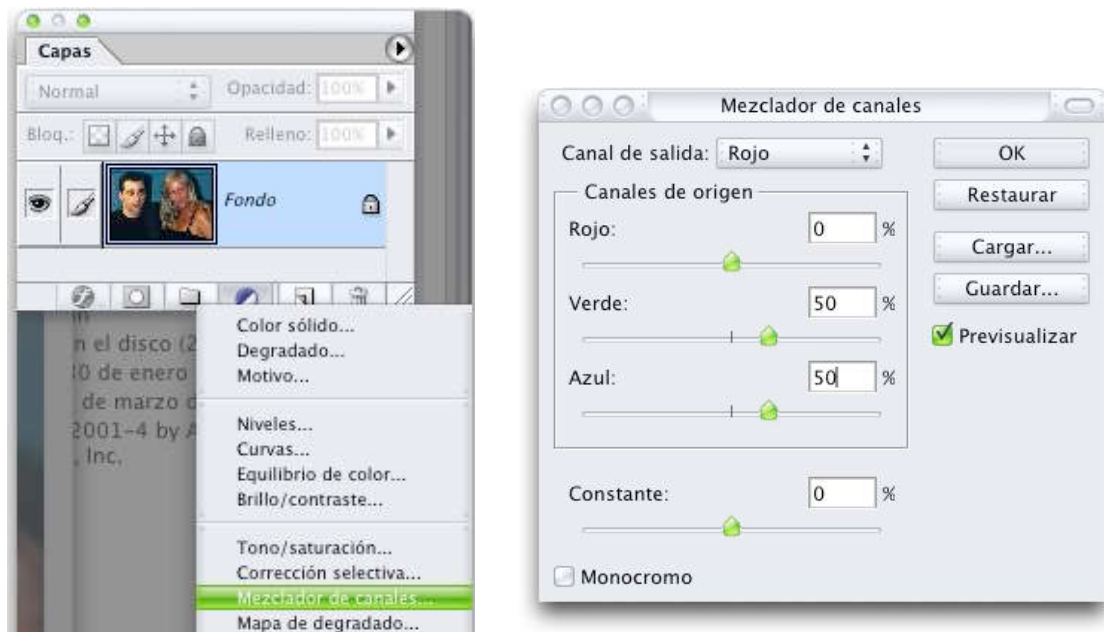 Capas
Normal
Opacidad: 100%
Bloq.:
Relleno: 100%
Fondo
n el disco (2
0 de enero
de marzo d
2001-4 by A
, Inc.
Color sólido...
Degradado...
Motivo...
Niveles...
Curvas...
Equilibrio de color...
Brillo/contraste...
Tono/saturación...
Corrección selectiva...
Mezclador de canales...
Mapa de degradado...
Mezclador de canales
Canal de salida: Rojo
Canales de origen
Rojo: 0 %
Verde: 50 %
Azul: 50 %
Constante: 0 %
Monocromo
OK
Restaurar
Cargar...
Guardar...
Previsualizar